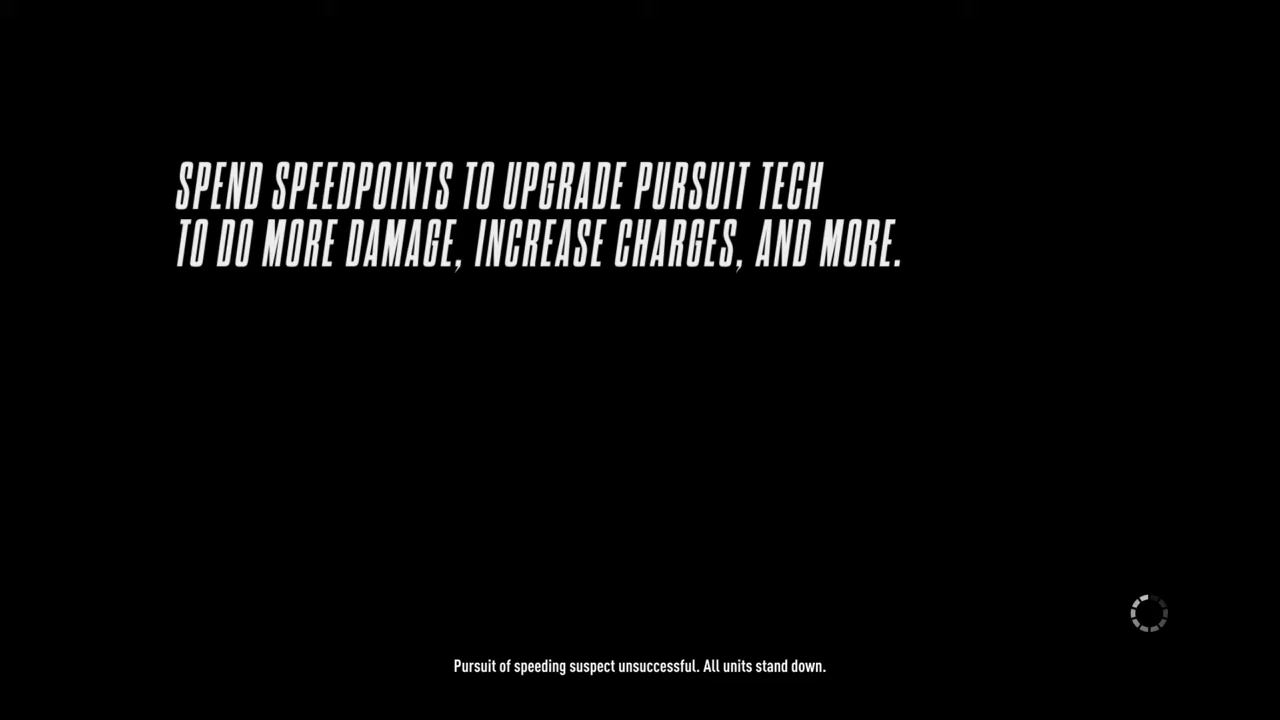 SPEND SPEEDPOINTS TO UPGRADE PURSUIT TECH
TO DO MORE DAMAGE, INCREASE CHARGES, AND MORE.
Pursuit of speeding suspect unsuccessful. All units stand down.